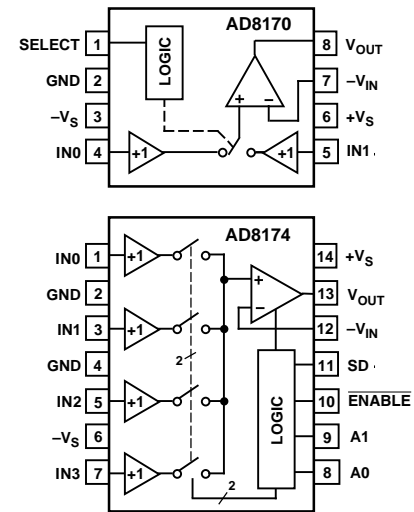 AD8170
SELECT 1
LOGIC
8 VOUT
GND 2
7 –VIN
–VS 3
+ –
6 +VS
IN0 4
+1
+1
5 IN1
AD8174
IN0 1
+1
14 +VS
GND 2
+
13 VOUT
IN1 3
+1
–
12 –VIN
GND 4
2
11 SD
IN2 5
+1
LOGIC
10 ENABLE
–VS 6
9 A1
IN3 7
+1
2
8 A0